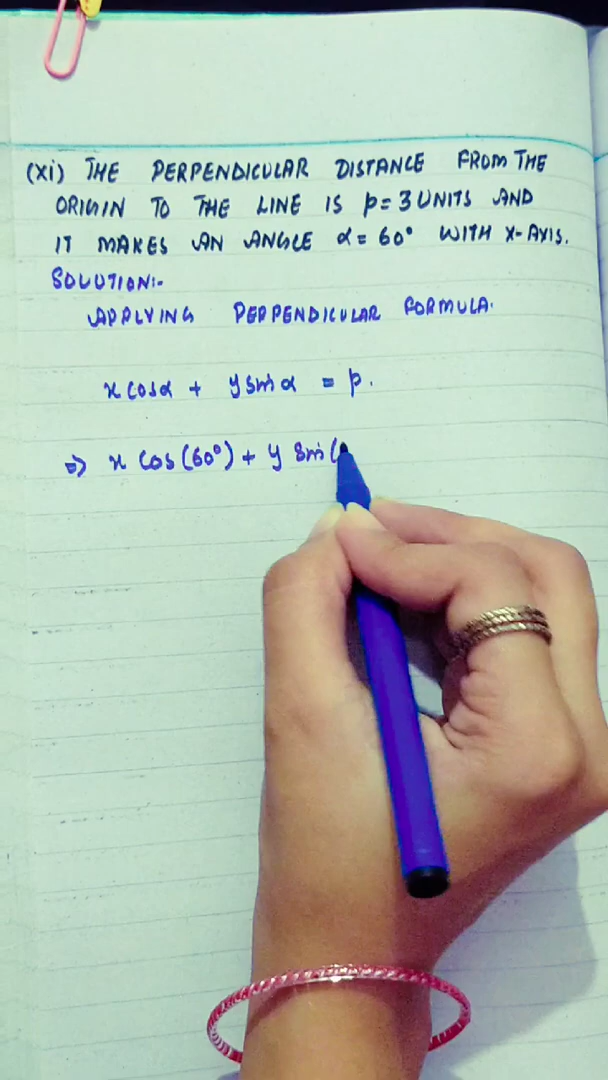 (xi) THE PERPENDICULAR DISTANCE FROM THE
ORIGIN TO THE LINE IS p = 3 UNITS AND
IT MAKES AN ANGLE α = 60° WITH X-AXIS.
SOLUTION:-
APPLYING PERPENDICULAR FORMULA.
x cosα + y sin α = p.
⇒ x cos (60°) + y sin (